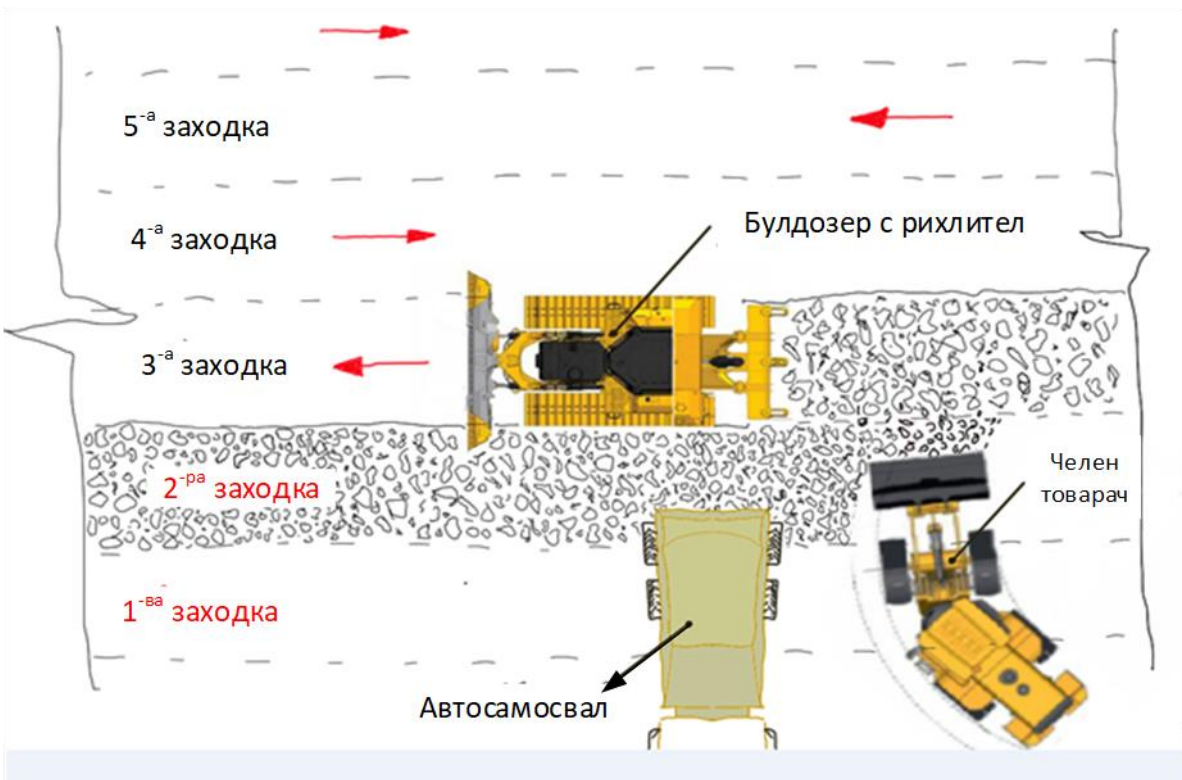 5-а заходка
4-а заходка
Булдозер с рихлител
3-а заходка
2-ра заходка
Челен
товарач
1-ва заходка
Автосамосвал